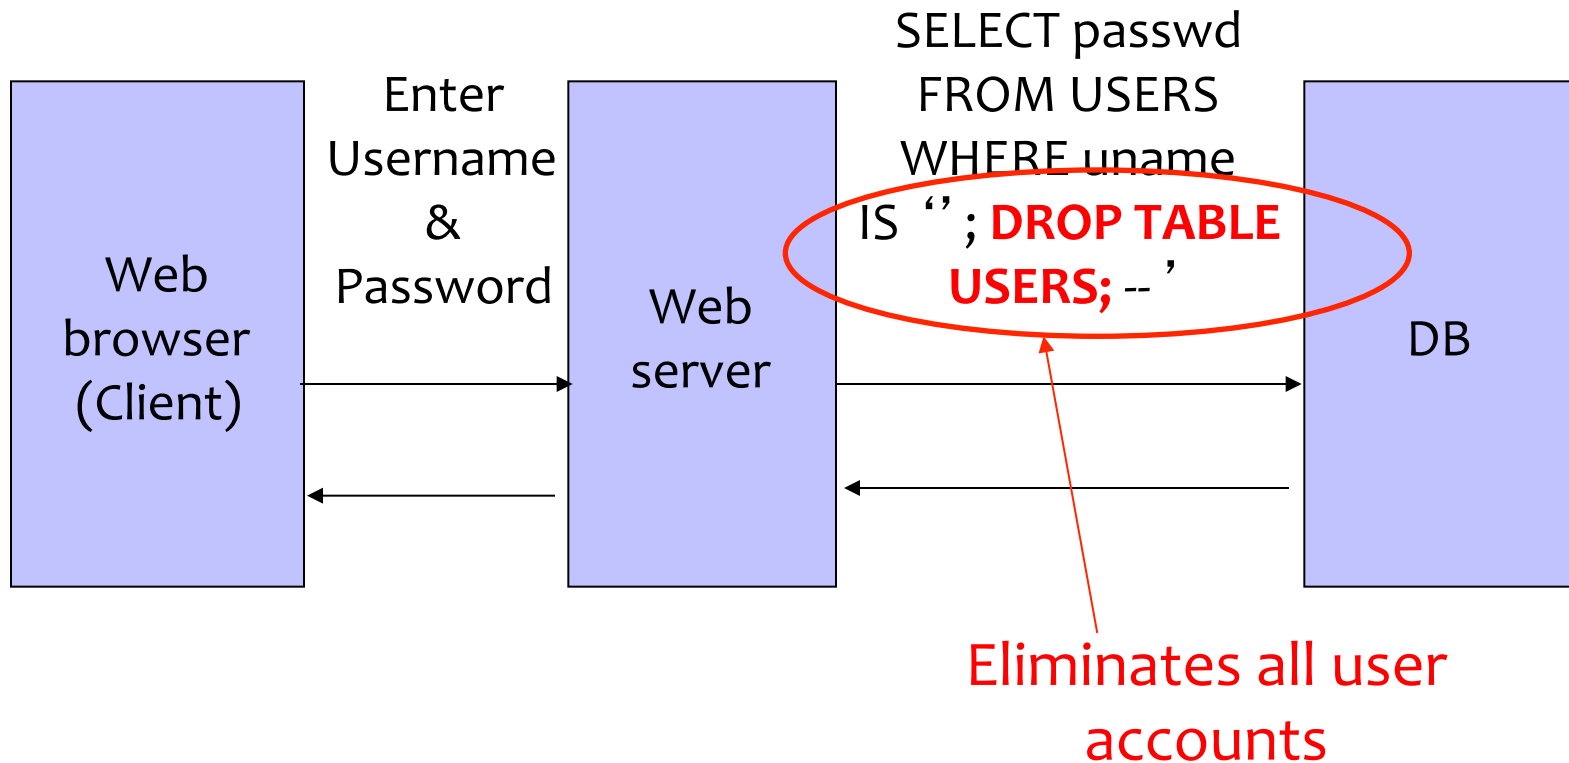 Web
browser
(Client)
Enter
Username
&
Password
Web
server
SELECT passwd
FROM USERS
WHERE uname
IS ‘’ ; DROP TABLE
USERS; -- ’
DB
Eliminates all user
accounts